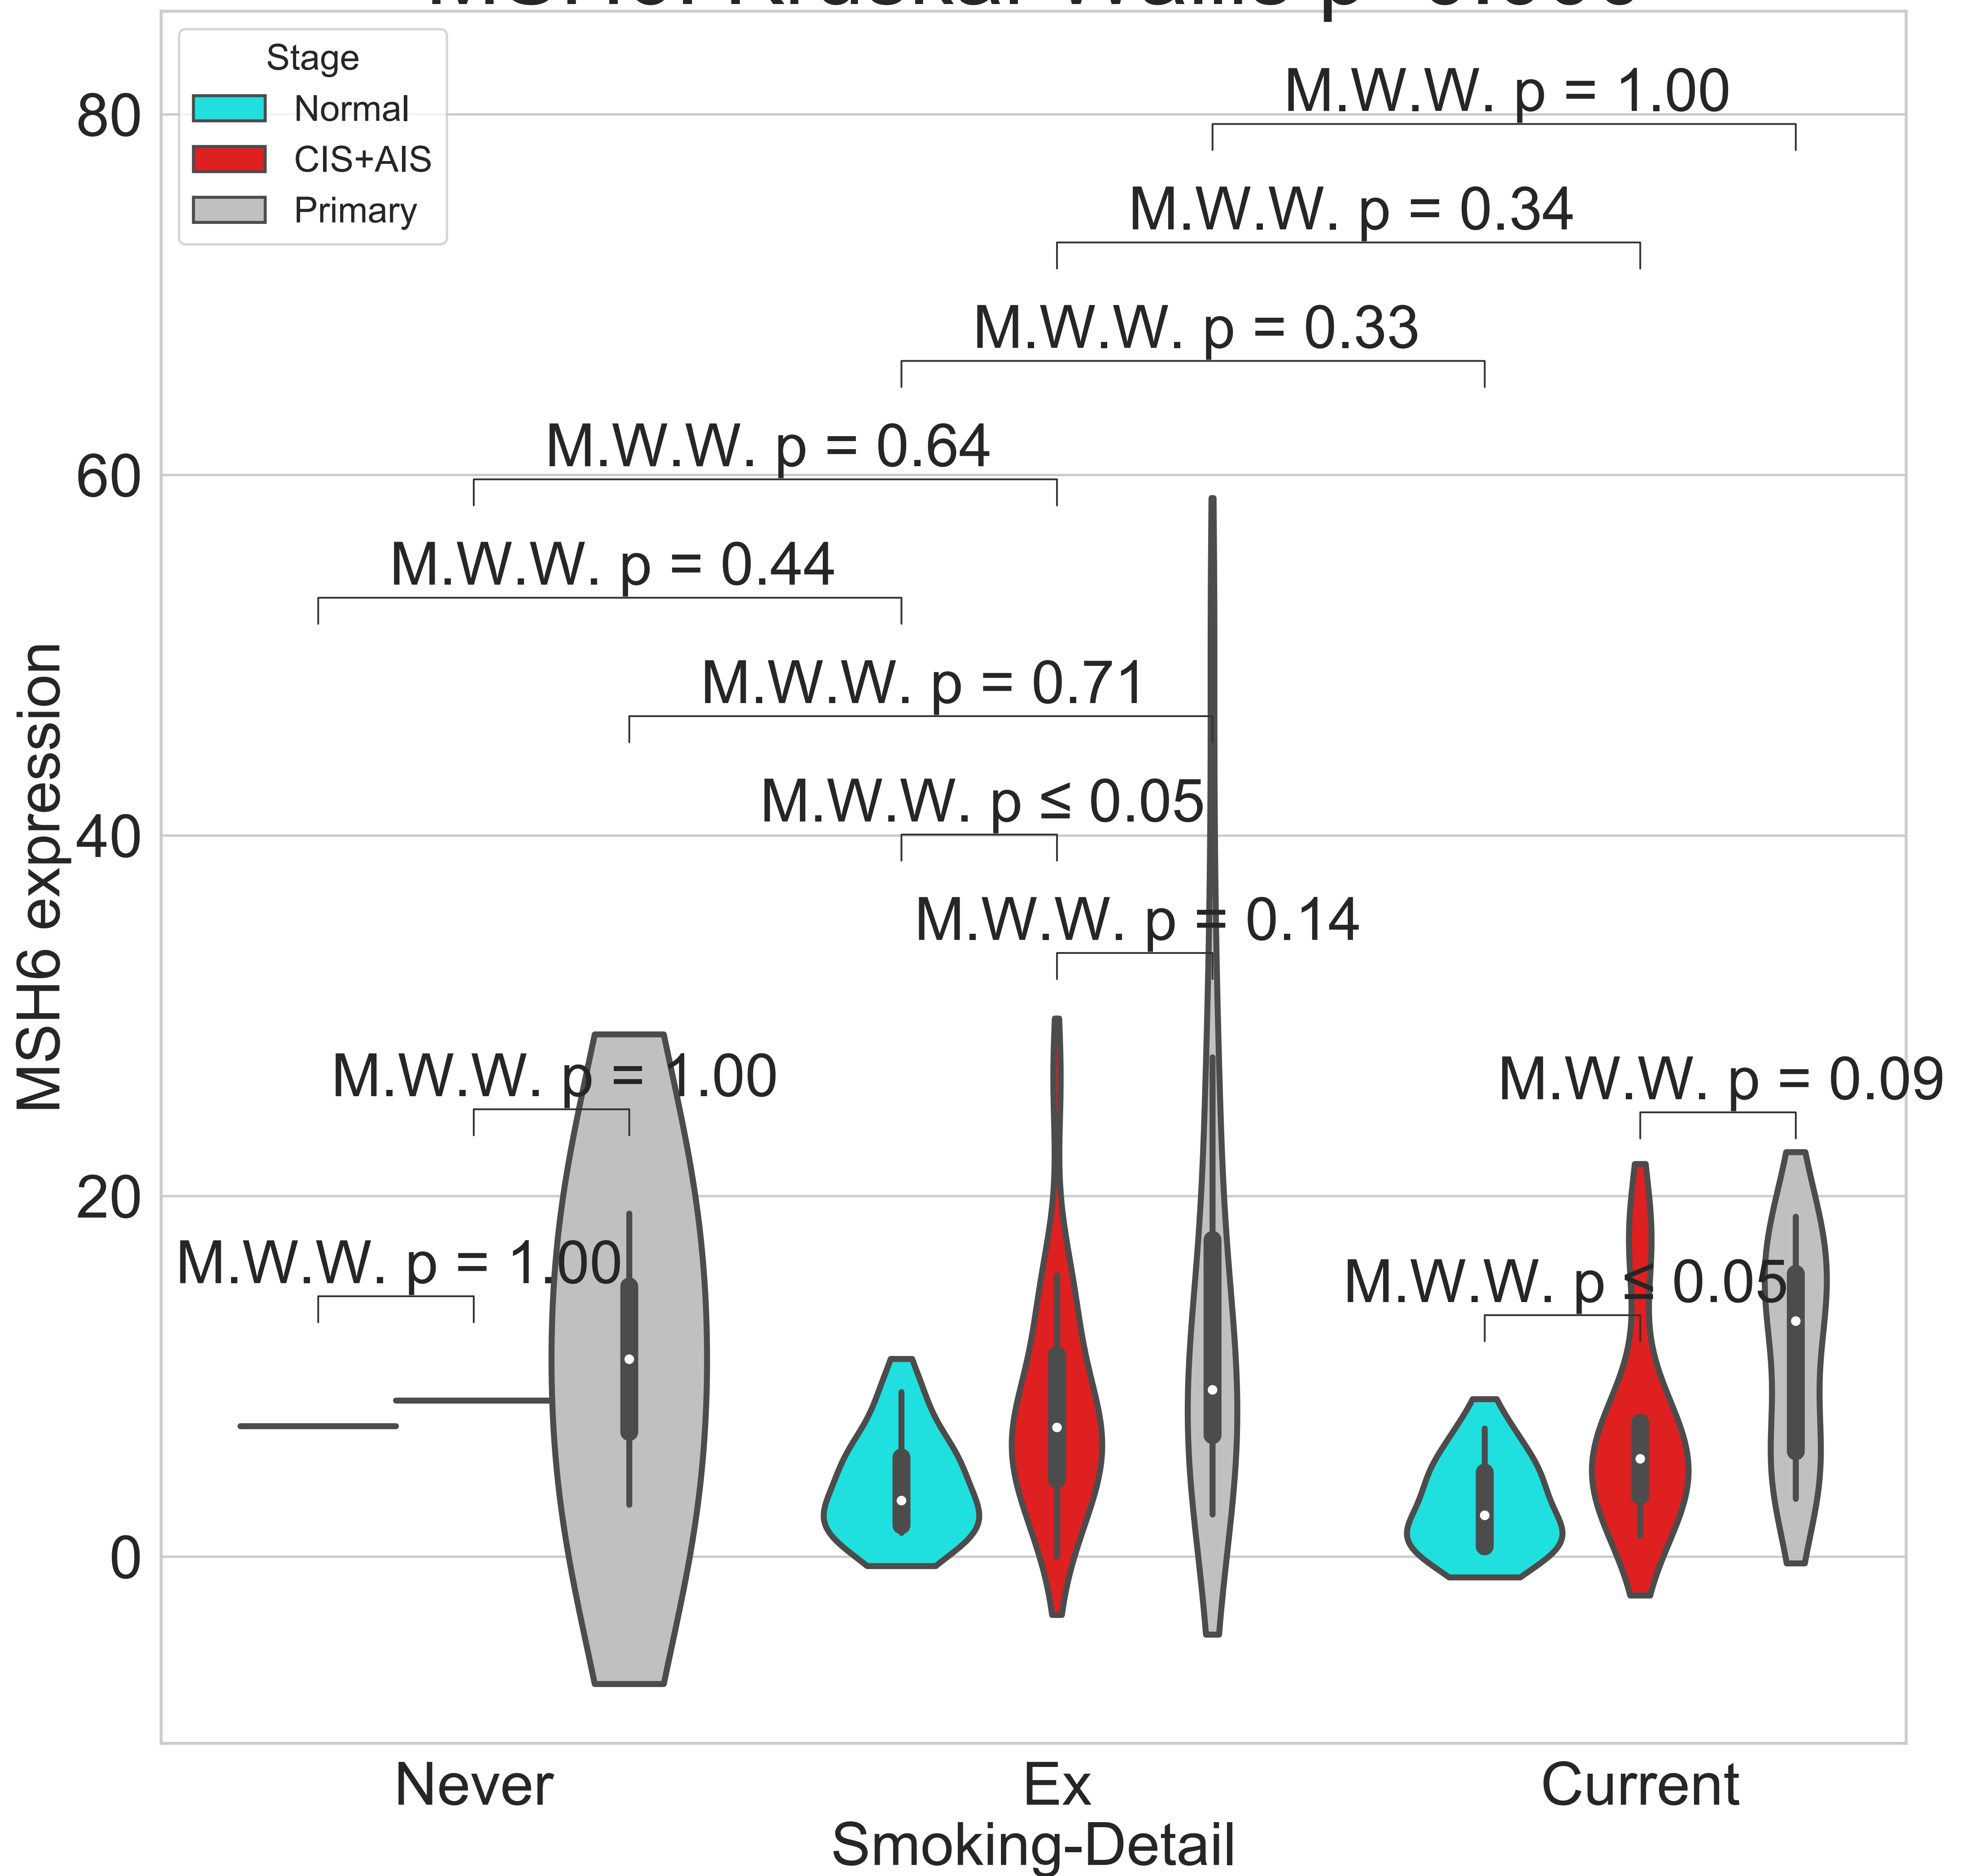 Stage
Normal
CIS+AIS
Primary
80
60
40
20
0
MSH6 expression
M.W.W. p = 1.00
M.W.W. p = 0.34
M.W.W. p = 0.33
M.W.W. p = 0.64
M.W.W. p = 0.44
M.W.W. p = 0.71
M.W.W. p ≤ 0.05
M.W.W. p = 0.14
M.W.W. p = 1.00
M.W.W. p = 0.09
M.W.W. p = 1.00
M.W.W. p ≤ 0.05
Never
Ex
Current
Smoking-Detail